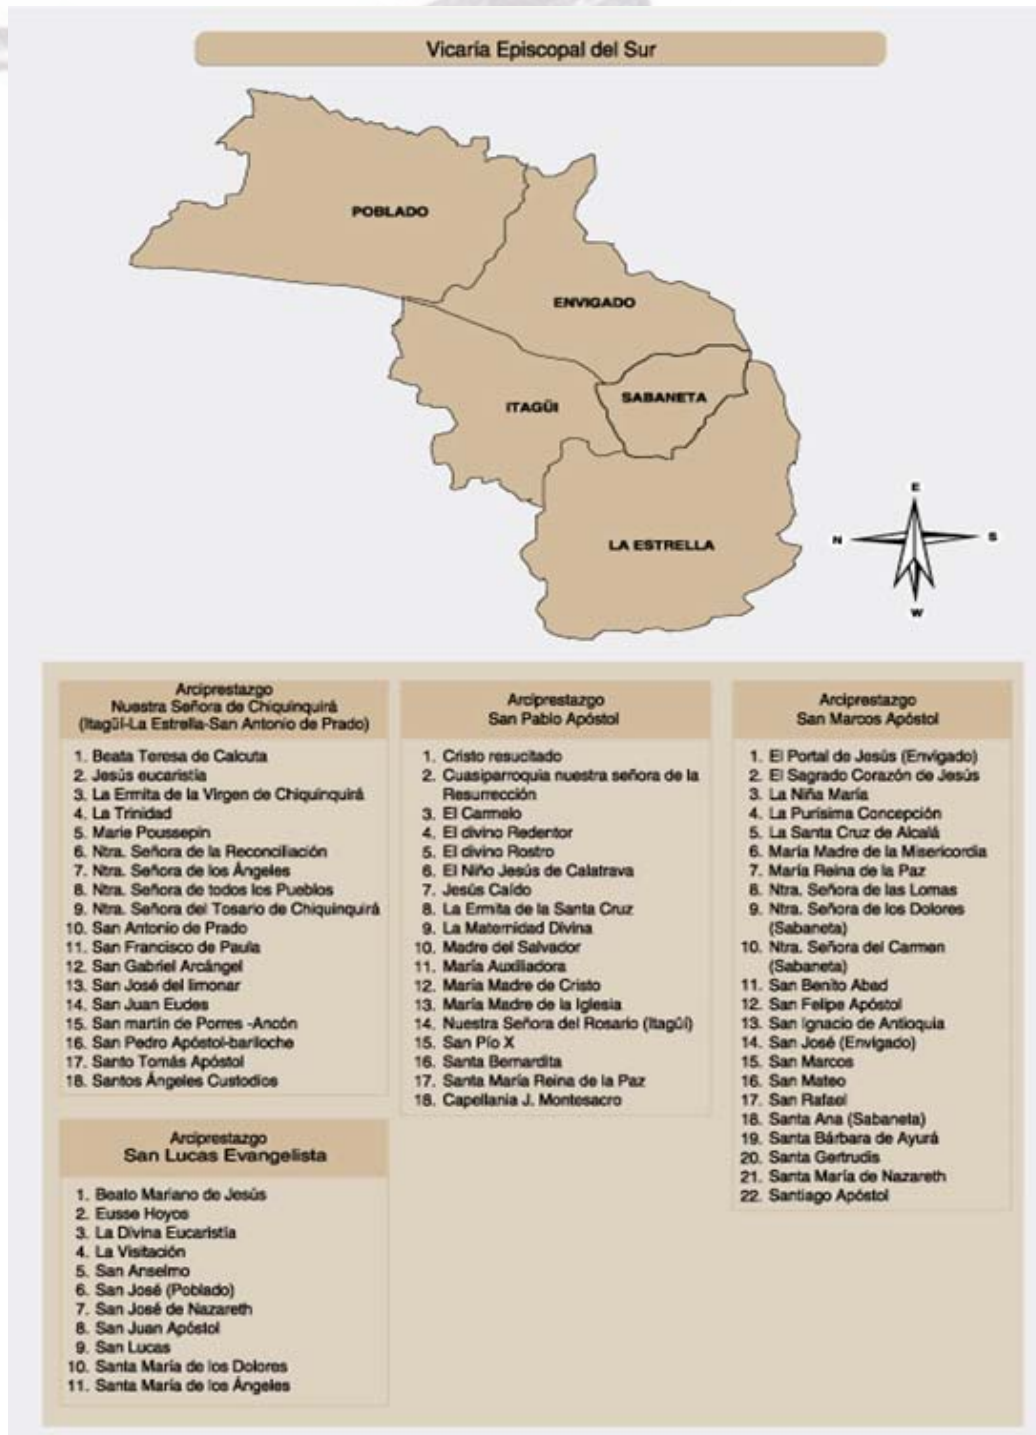 Vicaría Episcopal del Sur
POBLADO
ENVIGADO
SABANETA
ITAGÜI
LA ESTRELLA
E
N
S
W
Arciprestazgo
Nuestra Señora de Chiquinquirá
(Itagüí-La Estrella-San Antonio de Prado)
1. Beata Teresa de Calcuta
2. Jesús eucaristía
3. La Ermita de la Virgen de Chiquinquirá
4. La Trinidad
5. Marie Poussepin
6. Ntra. Señora de la Reconciliación
7. Ntra. Señora de los Ángeles
8. Ntra. Señora de todos los Pueblos
9. Ntra. Señora del Tosario de Chiquinquirá
10. San Antonio de Prado
11. San Francisco de Paula
12. San Gabriel Arcángel
13. San José del limonar
14. San Juan Eudes
15. San martín de Porres -Ancón
16. San Pedro Apóstol-bariloche
17. Santo Tomás Apóstol
18. Santos Ángeles Custodios
Arciprestazgo
San Lucas Evangelista
1. Beato Mariano de Jesús
2. Eusse Hoyos
3. La Divina Eucaristía
4. La Visitación
5. San Anselmo
6. San José (Poblado)
7. San José de Nazareth
8. San Juan Apóstol
9. San Lucas
10. Santa María de los Dolores
11. Santa María de los Ángeles
Arciprestazgo
San Pablo Apóstol
1. Cristo resucitado
2. Cuasiparroquia nuestra señora de la
Resurrección
3. El Carmelo
4. El divino Redentor
5. El divino Rostro
6. El Niño Jesús de Calatrava
7. Jesús Caído
8. La Ermita de la Santa Cruz
9. La Maternidad Divina
10. Madre del Salvador
11. María Auxiliadora
12. María Madre de Cristo
13. María Madre de la Iglesia
14. Nuestra Señora del Rosario (Itagüí)
15. San Pío X
16. Santa Bernardita
17. Santa María Reina de la Paz
18. Capellania J. Montesacro
Arciprestazgo
San Marcos Apóstol
1. El Portal de Jesús (Envigado)
2. El Sagrado Corazón de Jesús
3. La Niña María
4. La Purísima Concepción
5. La Santa Cruz de Alcalá
6. María Madre de la Misericordia
7. María Reina de la Paz
8. Ntra. Señora de las Lomas
9. Ntra. Señora de los Dolores
(Sabaneta)
10. Ntra. Señora del Carmen
(Sabaneta)
11. San Benito Abad
12. San Felipe Apóstol
13. San Ignacio de Antioquia
14. San José (Envigado)
15. San Marcos
16. San Mateo
17. San Rafael
18. Santa Ana (Sabaneta)
19. Santa Bárbara de Ayurá
20. Santa Gertrudis
21. Santa María de Nazareth
22. Santiago Apóstol